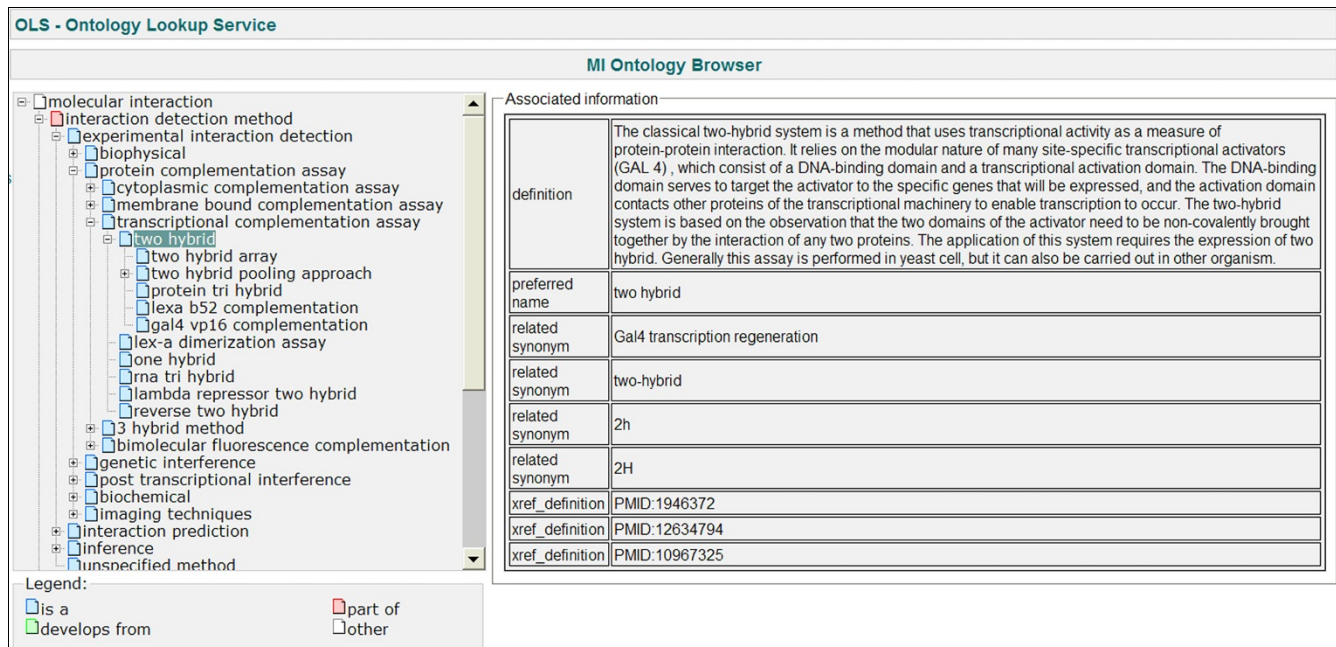 OLS - Ontology Lookup Service
MI Ontology Browser
molecular interaction
interaction detection method
experimental interaction detection
biophysical
protein complementation assay
cytoplasmic complementation assay
membrane bound complementation assay
transcriptional complementation assay
two hybrid
two hybrid array
two hybrid pooling approach
protein tri hybrid
lexa b52 complementation
gal4 vp16 complementation
lex-a dimerization assay
one hybrid
rna tri hybrid
lambda repressor two hybrid
reverse two hybrid
3 hybrid method
bimolecular fluorescence complementation
genetic interference
post transcriptional interference
biochemical
imaging techniques
interaction prediction
inference
unspecified method
Legend:
is a
part of
develops from
other
Associated information
definition
The classical two-hybrid system is a method that uses transcriptional activity as a measure of
protein-protein interaction. It relies on the modular nature of many site-specific transcriptional activators
(GAL 4) , which consist of a DNA-binding domain and a transcriptional activation domain. The DNA-binding
domain serves to target the activator to the specific genes that will be expressed, and the activation domain
contacts other proteins of the transcriptional machinery to enable transcription to occur. The two-hybrid
system is based on the observation that the two domains of the activator need to be non-covalently brought
together by the interaction of any two proteins. The application of this system requires the expression of two
hybrid. Generally this assay is performed in yeast cell, but it can also be carried out in other organism.
preferred
name
two hybrid
related
synonym
Gal4 transcription regeneration
related
synonym
two-hybrid
related
synonym
2h
related
synonym
2H
xref_definition PMID:1946372
xref_definition PMID:12634794
xref_definition PMID:10967325